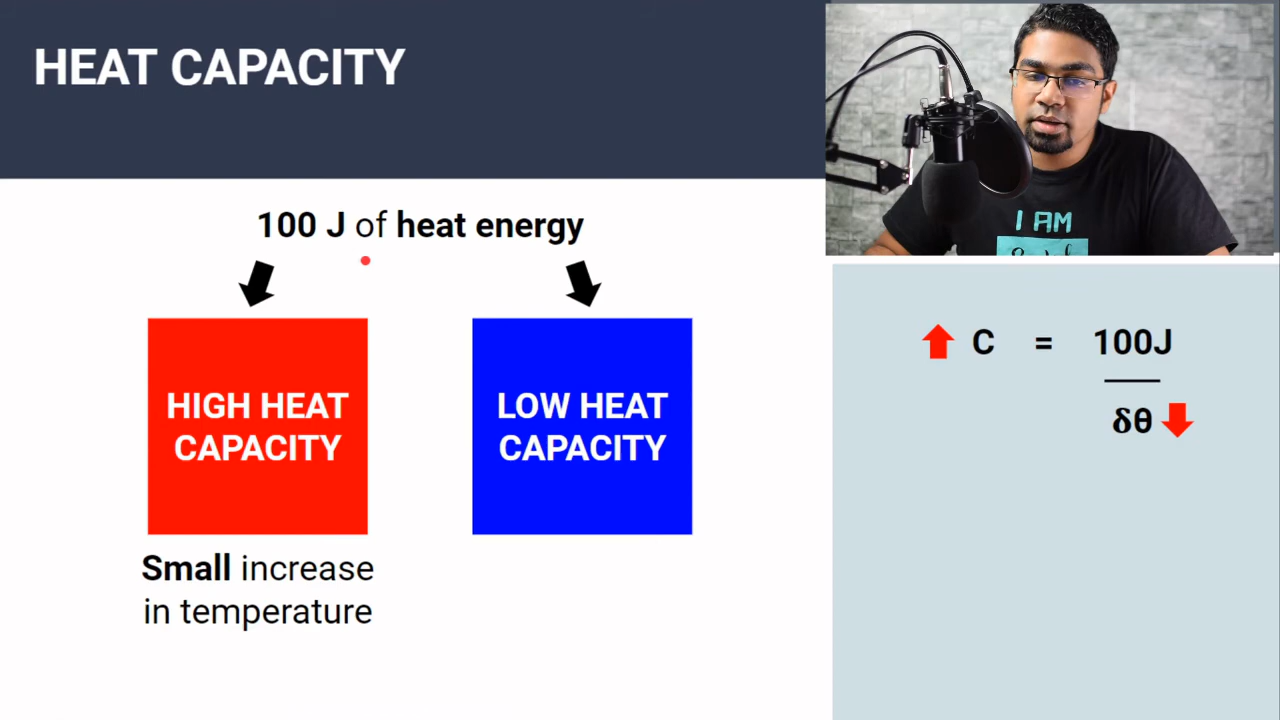 HEAT CAPACITY
100 J of heat energy
HIGH HEAT
CAPACITY
LOW HEAT
CAPACITY
Small increase
in temperature
I AM
C = 100J
δθ